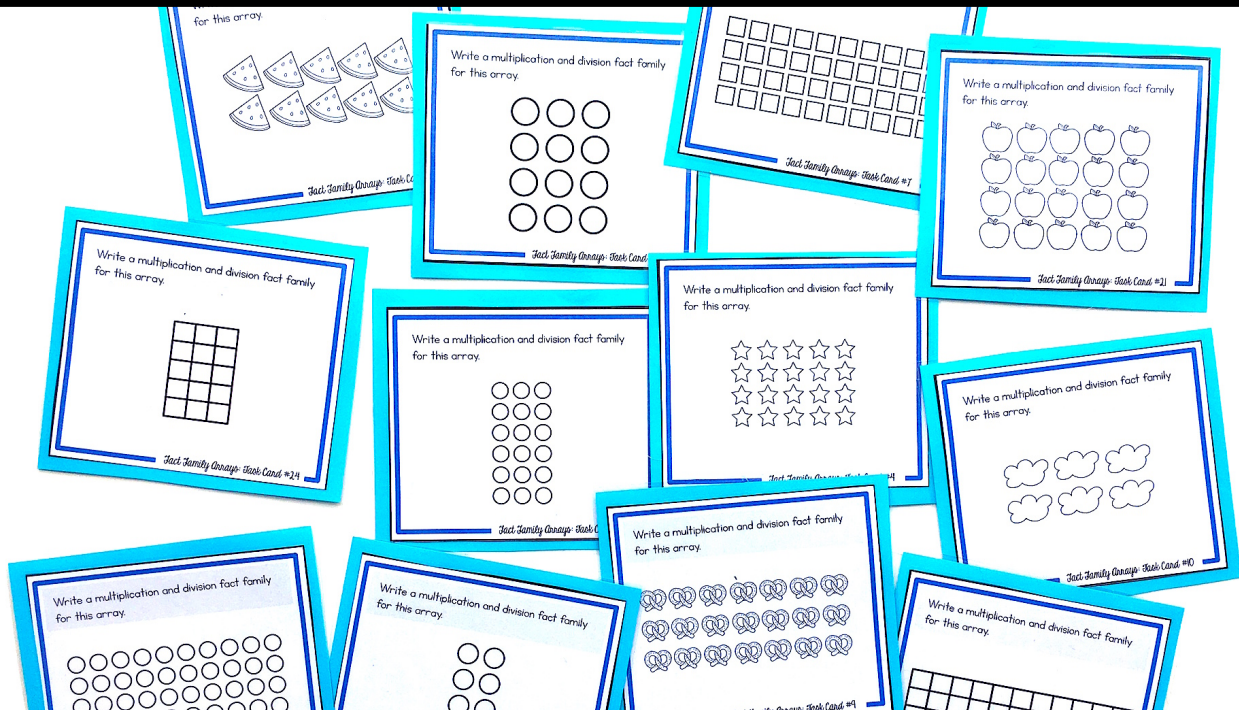 for this array.
Fact Family Arrays: Task
Write a multiplication and division fact family
for this array.
Fact Family Arrays: Task Card
Fact Family Arrays: Task Card #7
Write a multiplication and division fact family
for this array.
Fact Family Arrays: Task Card #21
Write a multiplication and division fact family
for this array.
Fact Family Arrays: Task Card #24
Write a multiplication and division fact family
for this array.
Fact Family Arrays: Task
Write a multiplication and division fact family
for this array.
Write a multiplication and division fact family
for this array.
Fact Family Arrays: Task Card #10
Write a multiplication and division fact family
for this array.
Write a multiplication and division fact family
for this array.
Write a multiplication and division fact family
for this array.
Task Card #9
Write a multiplication and division fact family
for this array.